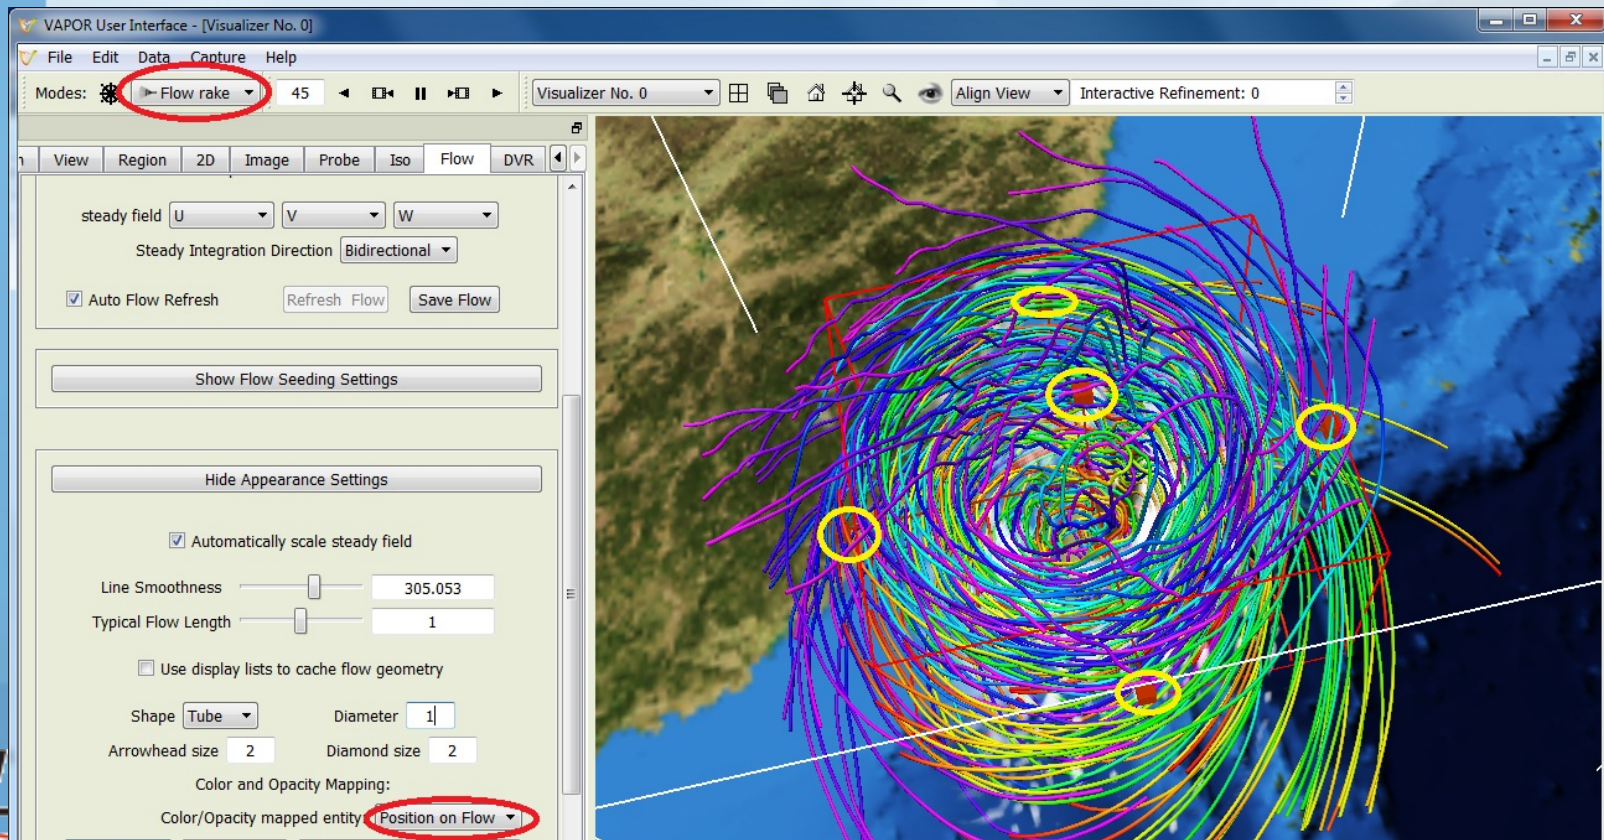 VAPOR User Interface - [Visualizer No. 0]
File Edit Data Capture Help
Modes: Flow rake 45 Visualizer No. 0 Align View Interactive Refinement: 0
View Region 2D Image Probe Iso Flow DVR
steady field U V W
Steady Integration Direction Bidirectional
Auto Flow Refresh Refresh Flow Save Flow
Show Flow Seeding Settings
Hide Appearance Settings
Automatically scale steady field
Line Smoothness 305.053
Typical Flow Length 1
Use display lists to cache flow geometry
Shape Tube Diameter 1
Arrowhead size 2 Diamond size 2
Color and Opacity Mapping:
Color/Opacity mapped entity: Position on Flow